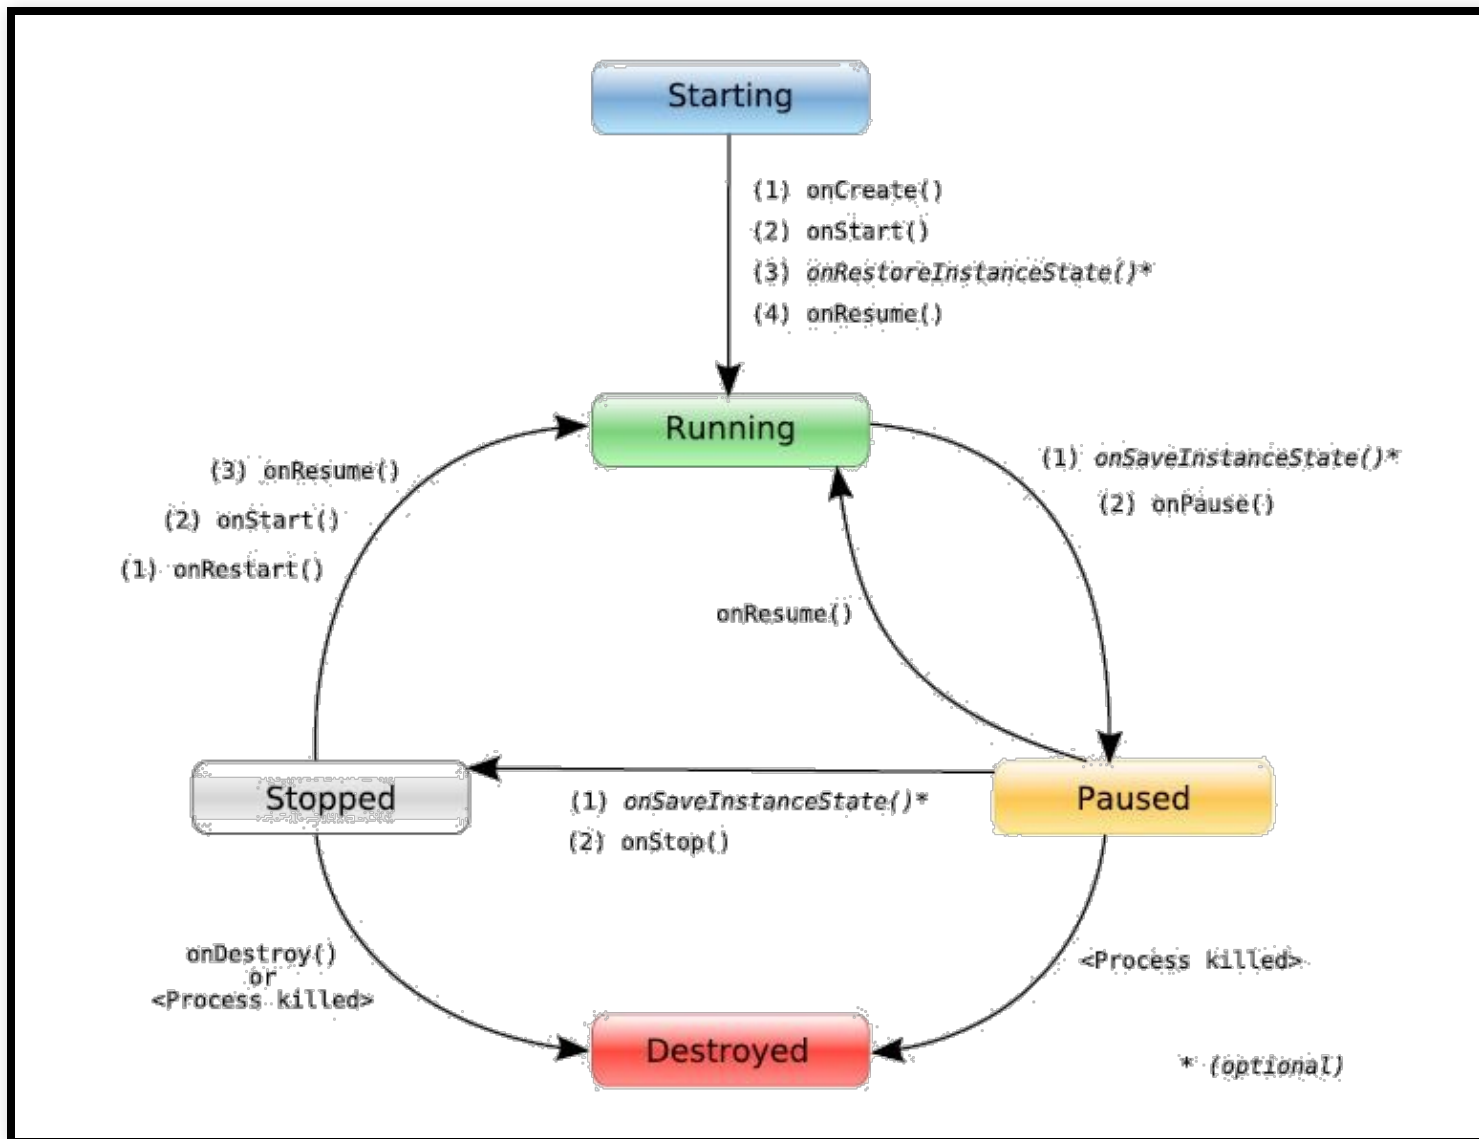 Starting
(1) onCreate()
(2) onStart()
(3) onRestoreInstanceState()*
(4) onResume()
Running
(3) onResume()
(2) onStart()
(1) onRestart()
(1) onSaveInstanceState()*
(2) onPause()
onResume()
Stopped
(1) onSaveInstanceState()*
(2) onStop()
Paused
onDestroy()
or
<Process killed>
<Process killed>
Destroyed
* (optional)